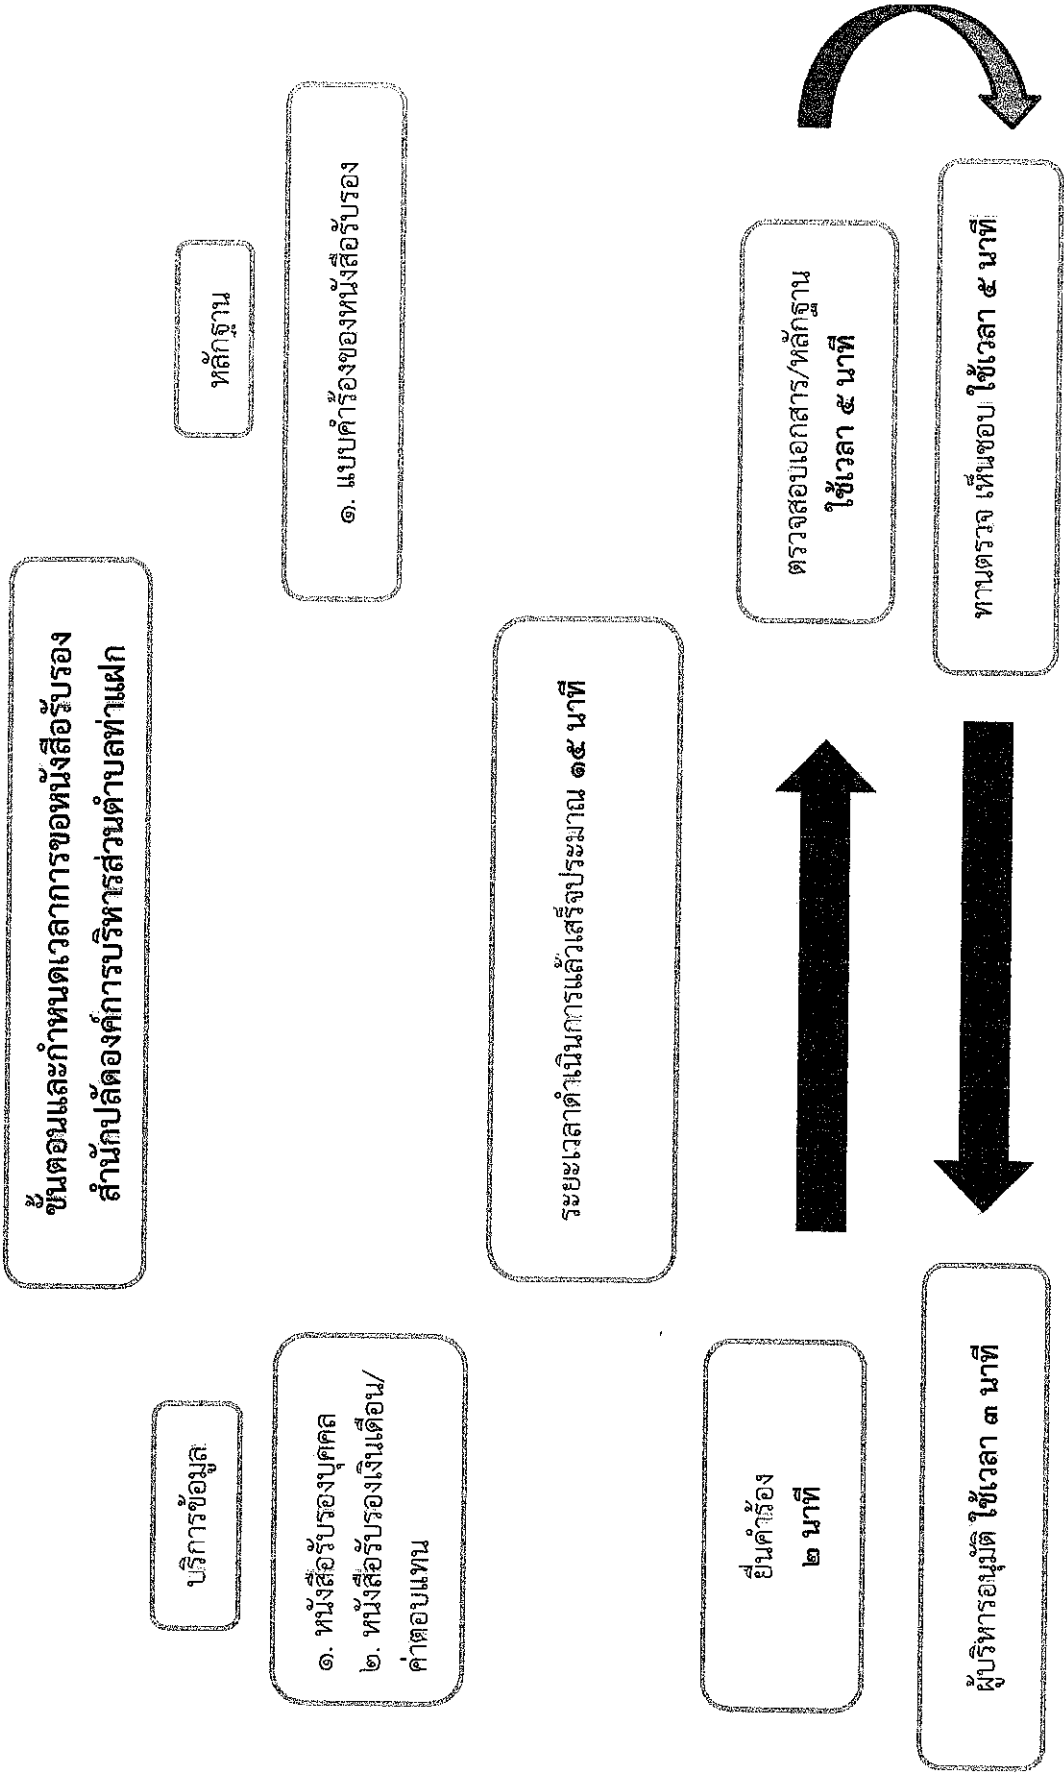 ขั้นตอนและกำหนดเวลาการขอหนังสือรับรอง
สำนักปลัดองค์การบริหารส่วนตำบลท่าแฝก
บริการข้อมูล
หลักฐาน
๑. หนังสือรับรองบุคคล
๒. หนังสือรับรองเงินเดือน/
ค่าตอบแทน
๑. แบบคำร้องของหนังสือรับรอง
ระยะเวลาดำเนินการแล้วเสร็จประมาณ ๑๕ นาที
ยื่นคำร้อง
๒ นาที
ตรวจสอบเอกสาร/หลักฐาน
ใช้เวลา ๕ นาที
ทานตรวจ เห็นชอบ ใช้เวลา ๕ นาที
ผู้บริหารอนุมัติ ใช้เวลา ๓ นาที